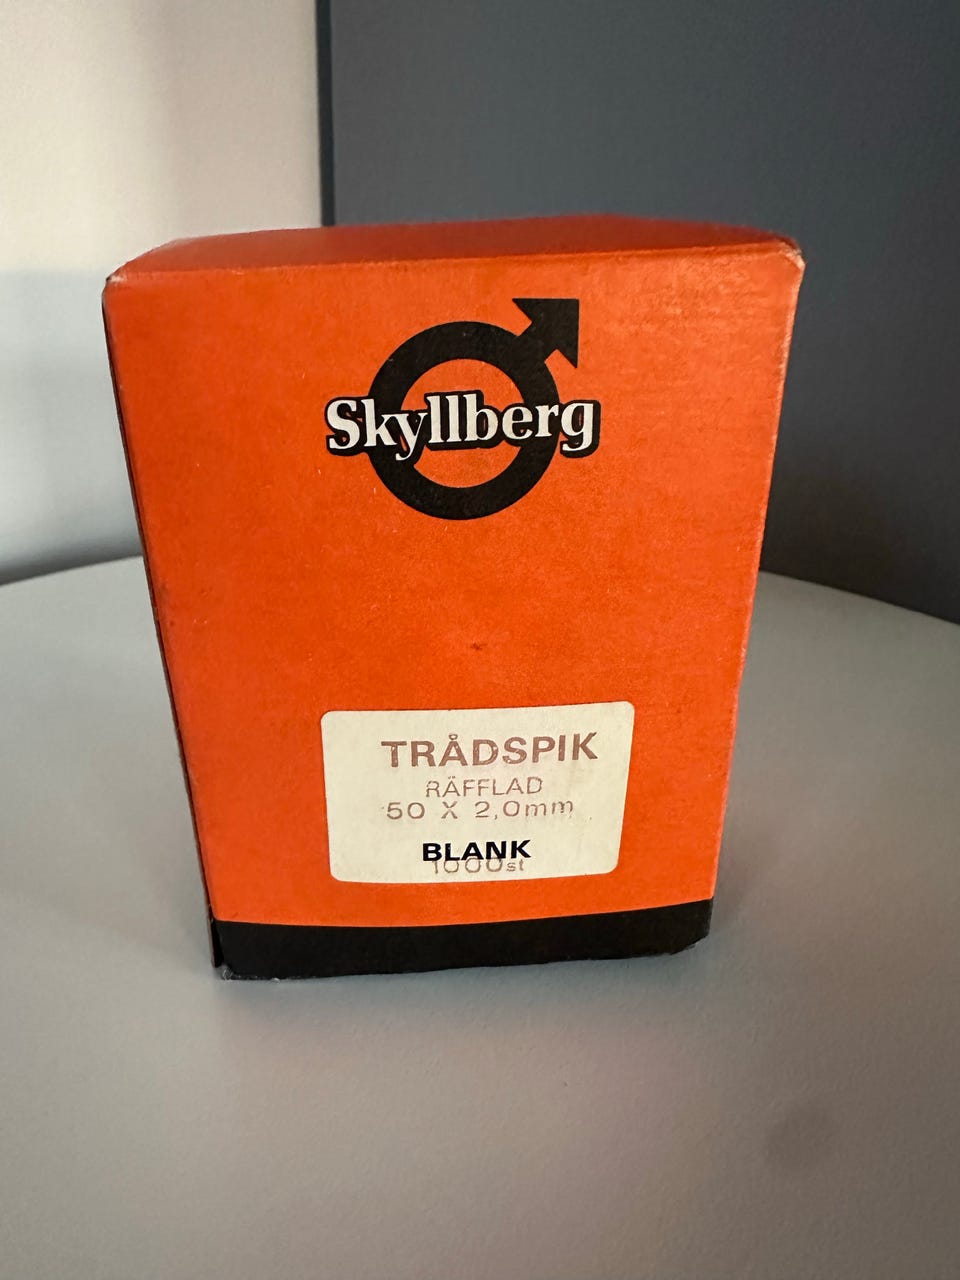 Skyllberg
TRÅDSPIK
RÄFFLAD
50 X 2,0mm
BLANK
1000st